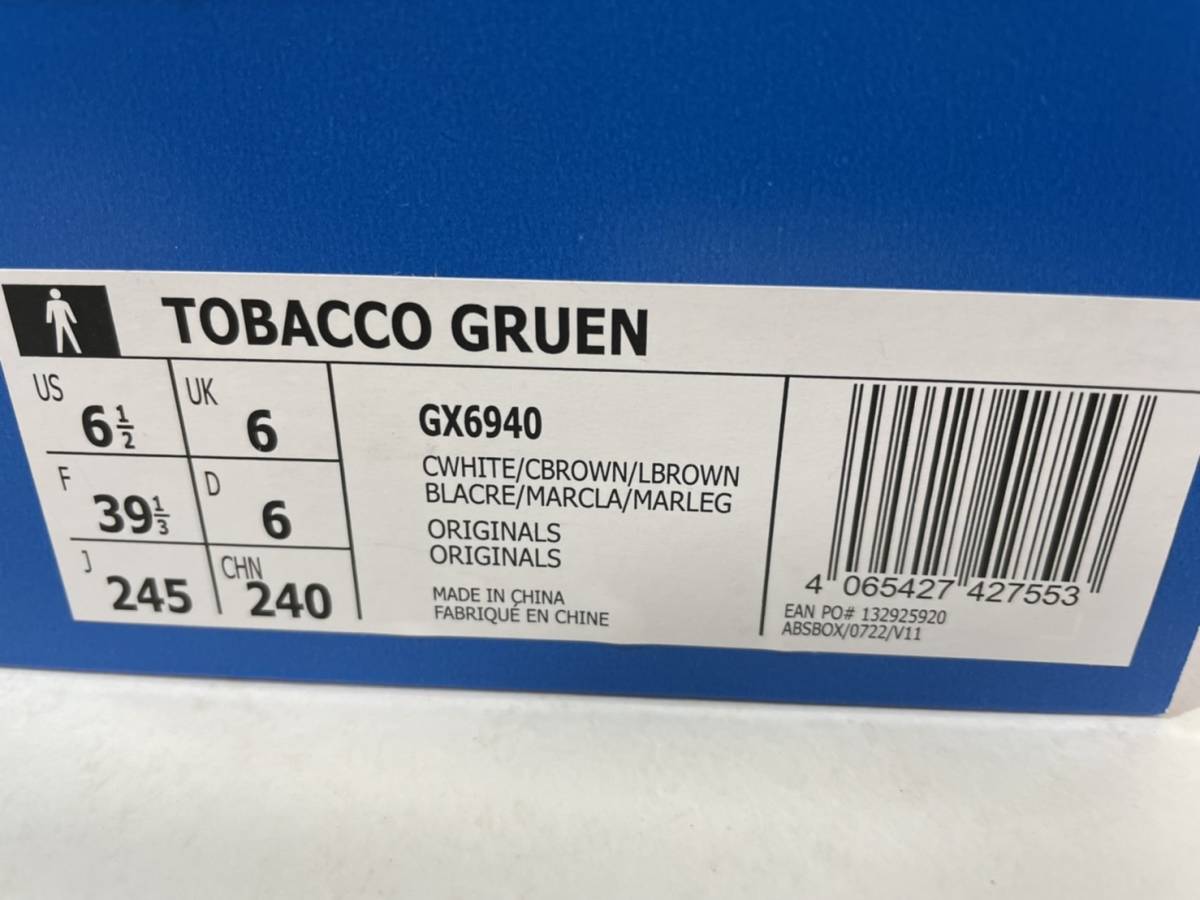 TOBACCO GRUEN
US 6½ UK 6
F 39⅓ D 6
J 245 CHN 240
GX6940
CWHITE/CBROWN/LBROWN
BLACRE/MARCLA/MARLEG
ORIGINALS
ORIGINALS
MADE IN CHINA
FABRIQUÉ EN CHINE
4 065427 427553
EAN PO# 132925920
ABSBOX/0722/V11